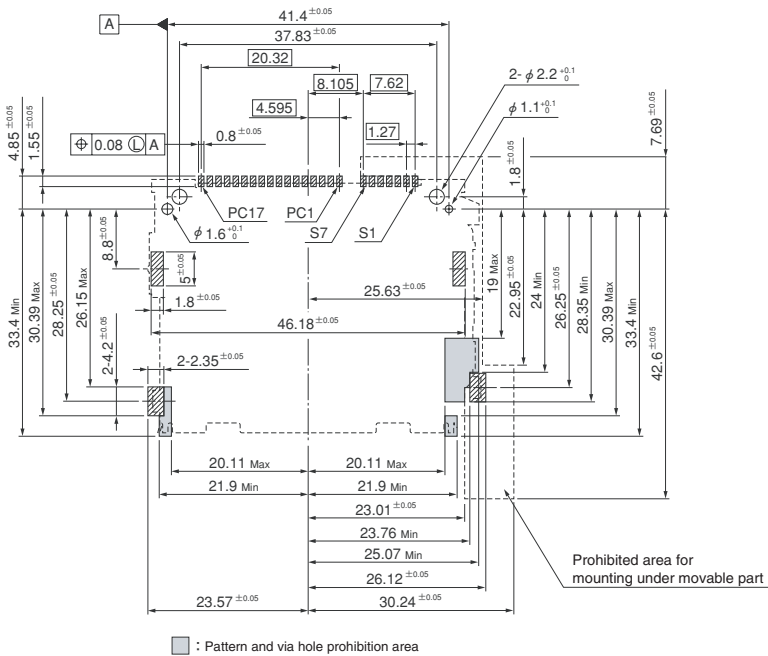 A
41.4 ±0.05
37.83 ±0.05
20.32
8.105
7.62
2- φ 2.2 +0.1 0
4.595
φ 1.1 +0.1 0
4.85 ±0.05
1.55 ±0.05
0.08 Ⓛ A
0.8 ±0.05
1.27
1.8 ±0.05
7.69 ±0.05
PC17
PC1
S7
S1
φ 1.6 +0.1 0
33.4 Min
30.39 Max
28.25 ±0.05
26.15 Max
8.8 ±0.05
5 ±0.05
1.8 ±0.05
25.63 ±0.05
46.18 ±0.05
19 Max
22.95 ±0.05
24 Min
26.25 ±0.05
28.35 Min
30.39 Max
33.4 Min
42.6 ±0.05
2-4.2 ±0.05
2-2.35 ±0.05
20.11 Max
20.11 Max
21.9 Min
21.9 Min
23.01 ±0.05
23.76 Min
25.07 Min
26.12 ±0.05
23.57 ±0.05
30.24 ±0.05
Prohibited area for
mounting under movable part
: Pattern and via hole prohibition area